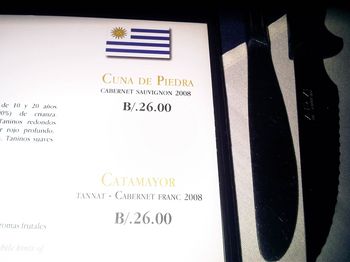 CUNA DE PIEDRA
CABERNET SAUVIGNON 2008
B/.26.00
de 10 y 20 años
de crianza.
Taninos redondos
rojo profundo.
Taninos suaves
CATAMAYOR
TANNAT - CABERNET FRANC 2008
B/.26.00
romas frutales